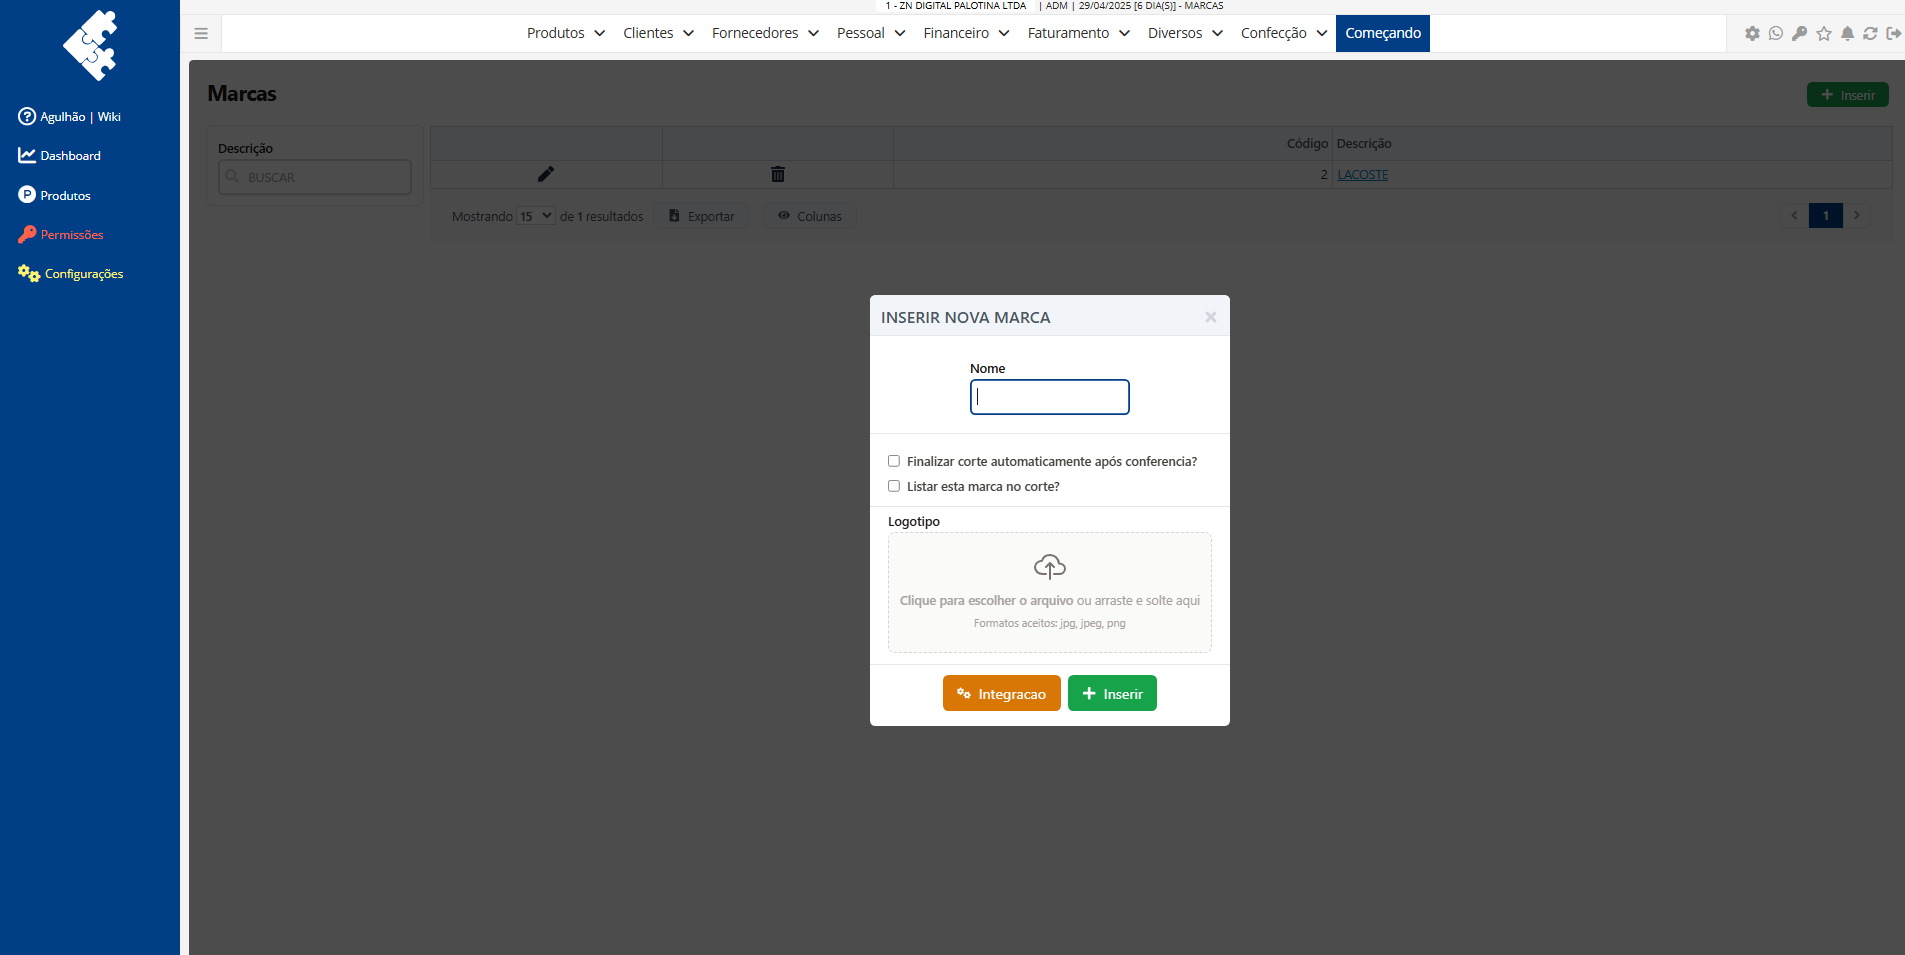 1 - ZN DIGITAL PALOTINA LTDA | ADM | 29/04/2025 [6 DIA(S)] - MARCAS
Produtos Clientes Fornecedores Pessoal Financeiro Faturamento Diversos Confecção Começando
Agulhão | Wiki
Dashboard
Produtos
Permissões
Configurações
Marcas
Inserir
Descrição
BUSCAR
Código Descrição
2 LACOSTE
Mostrando 15 de 1 resultados Exportar Colunas
1
INSERIR NOVA MARCA
Nome
Finalizar corte automaticamente após conferencia?
Listar esta marca no corte?
Logotipo
Clique para escolher o arquivo ou arraste e solte aqui
Formatos aceitos: jpg, jpeg, png
Integracao Inserir